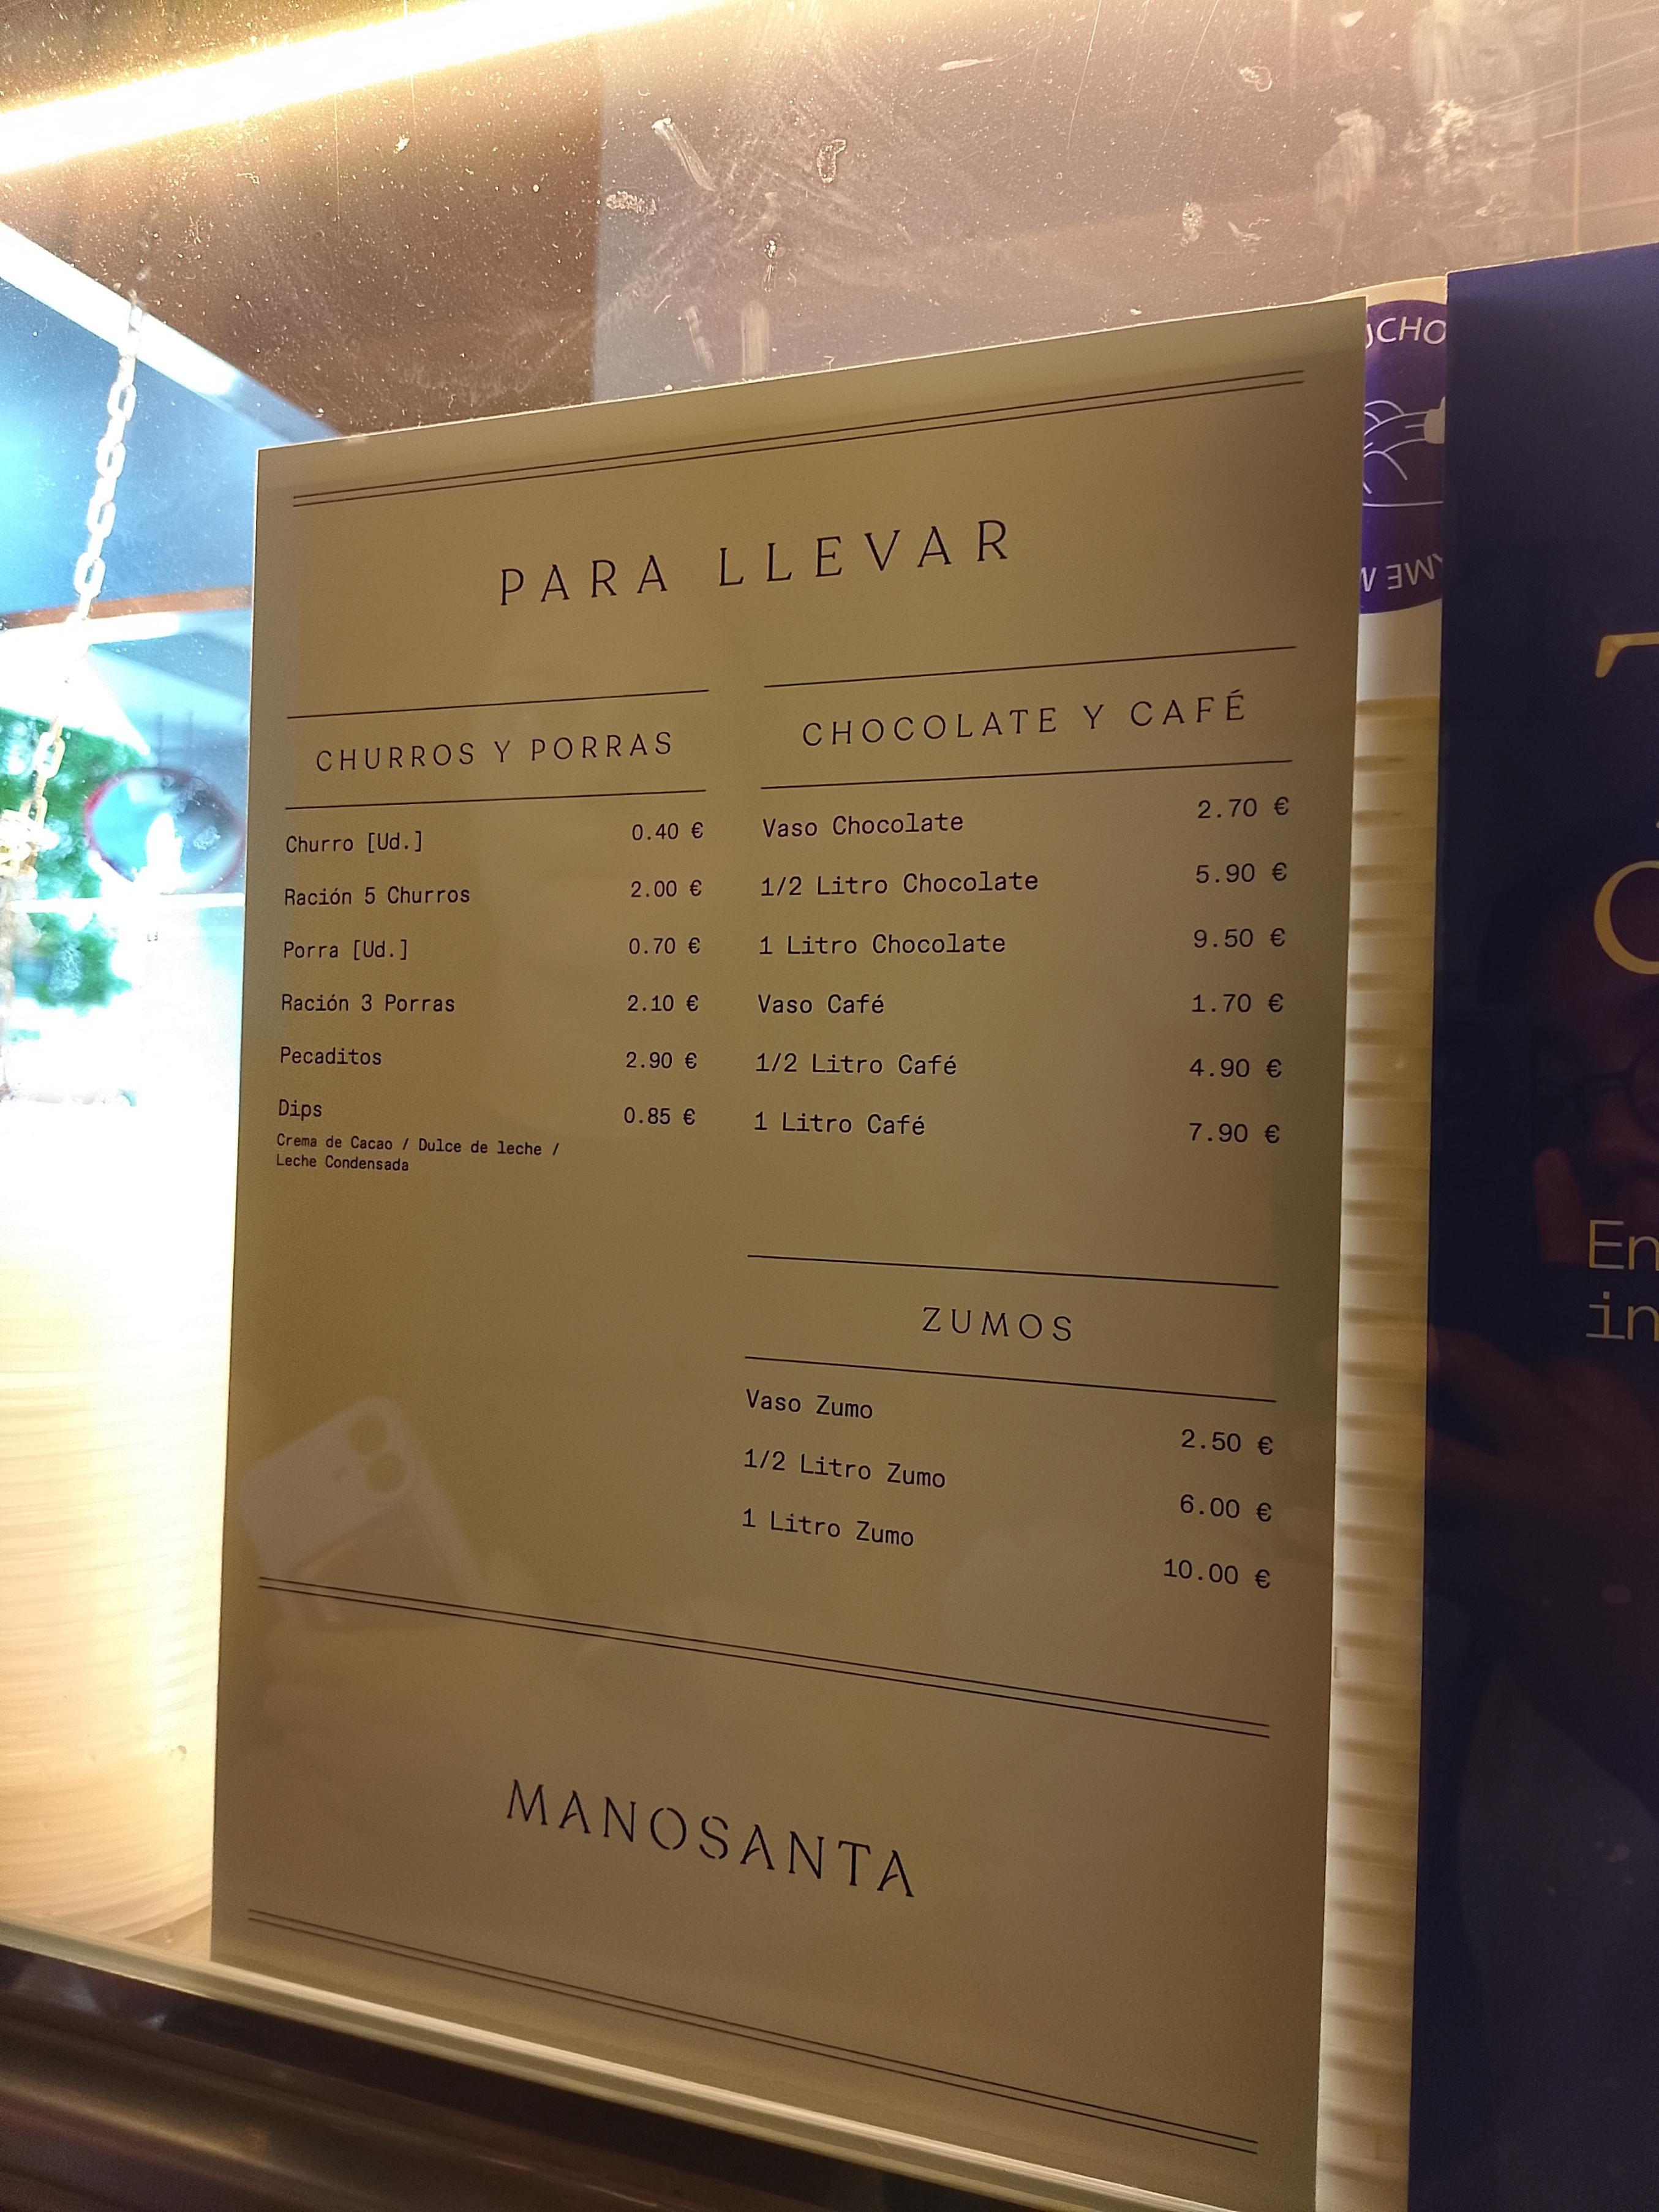 PARA LLEVAR
CHURROS Y PORRAS
Churro [Ud.] 0.40 €
Ración 5 Churros 2.00 €
Porra [Ud.] 0.70 €
Ración 3 Porras 2.10 €
Pecaditos 2.90 €
Dips 0.85 €
Crema de Cacao / Dulce de leche /
Leche Condensada
CHOCOLATE Y CAFÉ
Vaso Chocolate 2.70 €
1/2 Litro Chocolate 5.90 €
1 Litro Chocolate 9.50 €
Vaso Café 1.70 €
1/2 Litro Café 4.90 €
1 Litro Café 7.90 €
ZUMOS
Vaso Zumo 2.50 €
1/2 Litro Zumo 6.00 €
1 Litro Zumo 10.00 €
MANOSANTA